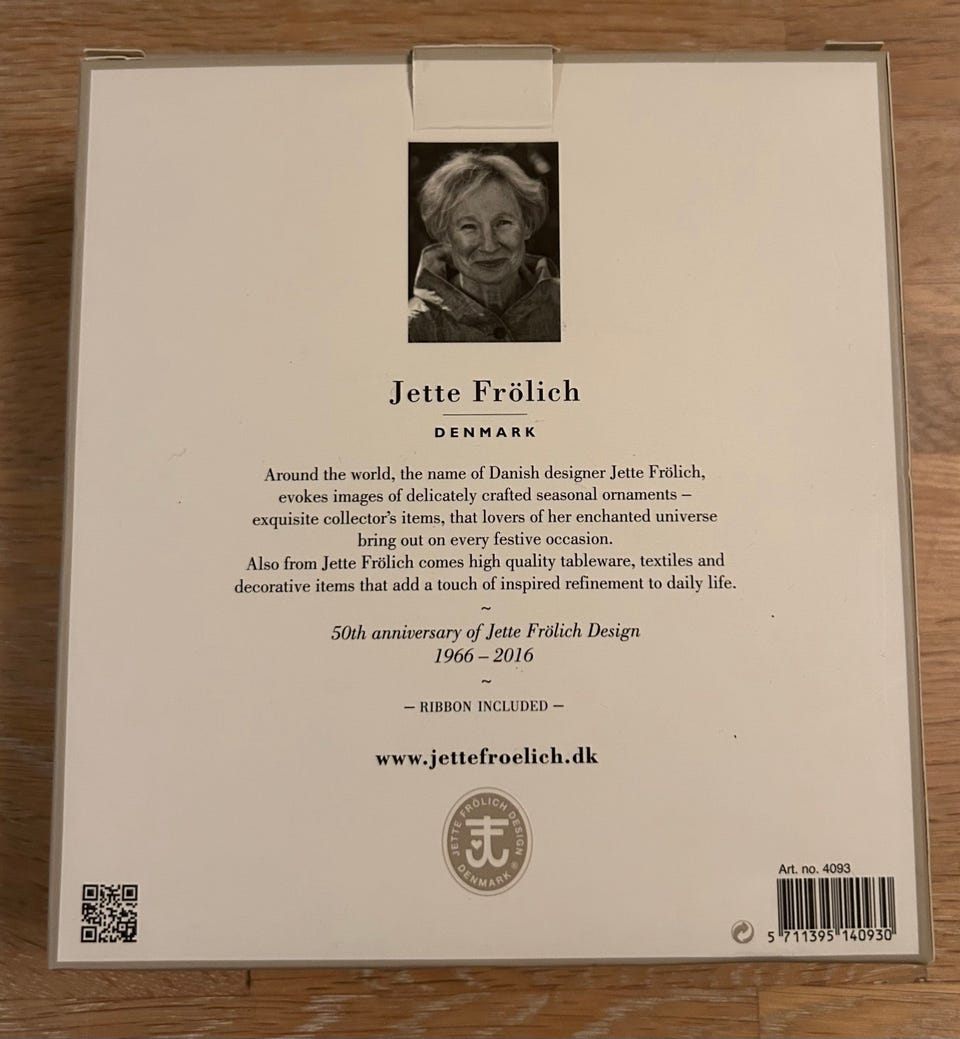 Jette Frölich
DENMARK
Around the world, the name of Danish designer Jette Frölich,
evokes images of delicately crafted seasonal ornaments –
exquisite collector's items, that lovers of her enchanted universe
bring out on every festive occasion.
Also from Jette Frölich comes high quality tableware, textiles and
decorative items that add a touch of inspired refinement to daily life.
~
50th anniversary of Jette Frölich Design
1966 – 2016
~
– RIBBON INCLUDED –
www.jettefroelich.dk
JETTE FRÖLICH DESIGN ®
DENMARK
Art. no. 4093
5 711395 140930